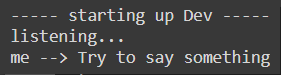 ----- starting up Dev -----
listening...
me --> Try to say something